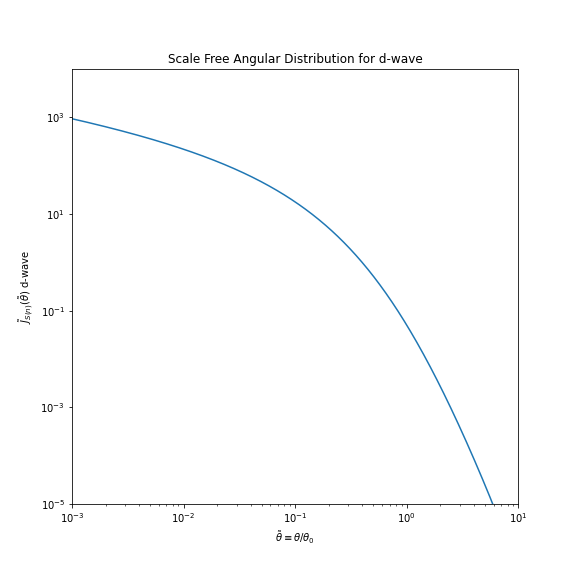 Scale Free Angular Distribution for d-wave
10³
10¹
10⁻¹
10⁻³
10⁻⁵
J̃_{S(n)}(θ̃) d-wave
10⁻³ 10⁻² 10⁻¹ 10⁰ 10¹
θ̃ ≡ θ/θ₀